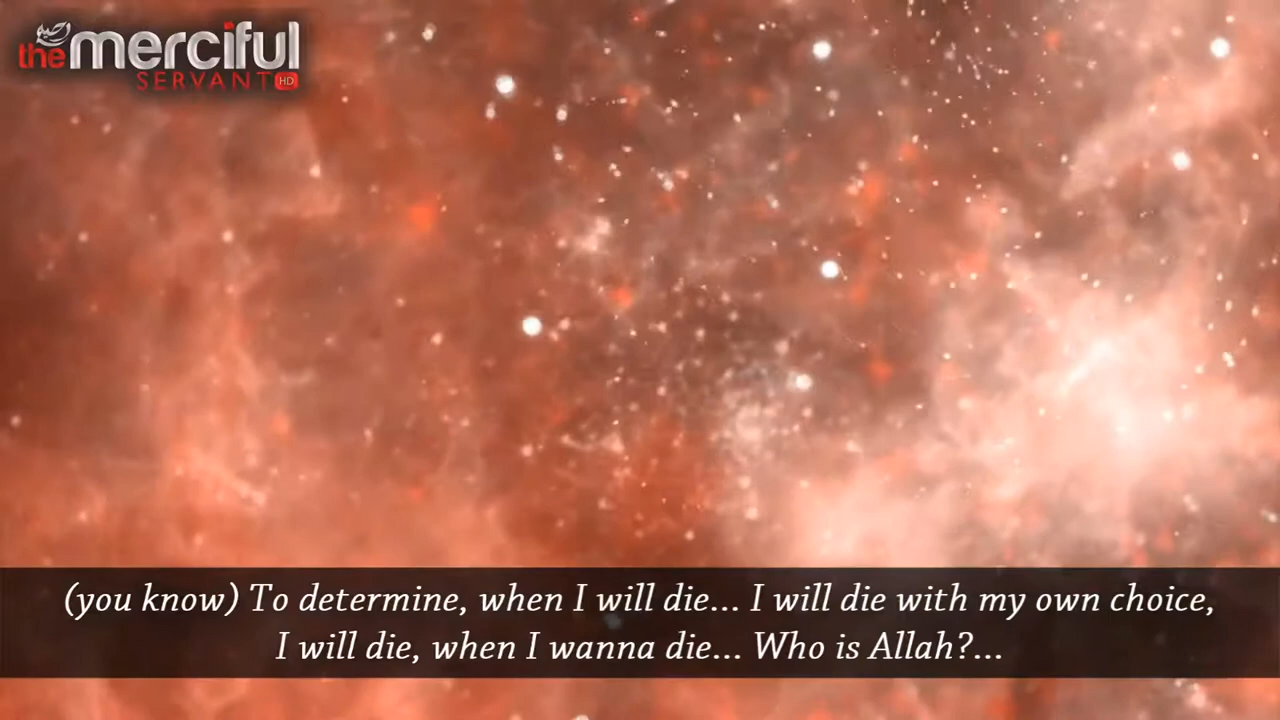 the merciful
SERVANT HD
(you know) To determine, when I will die... I will die with my own choice,
I will die, when I wanna die... Who is Allah?...